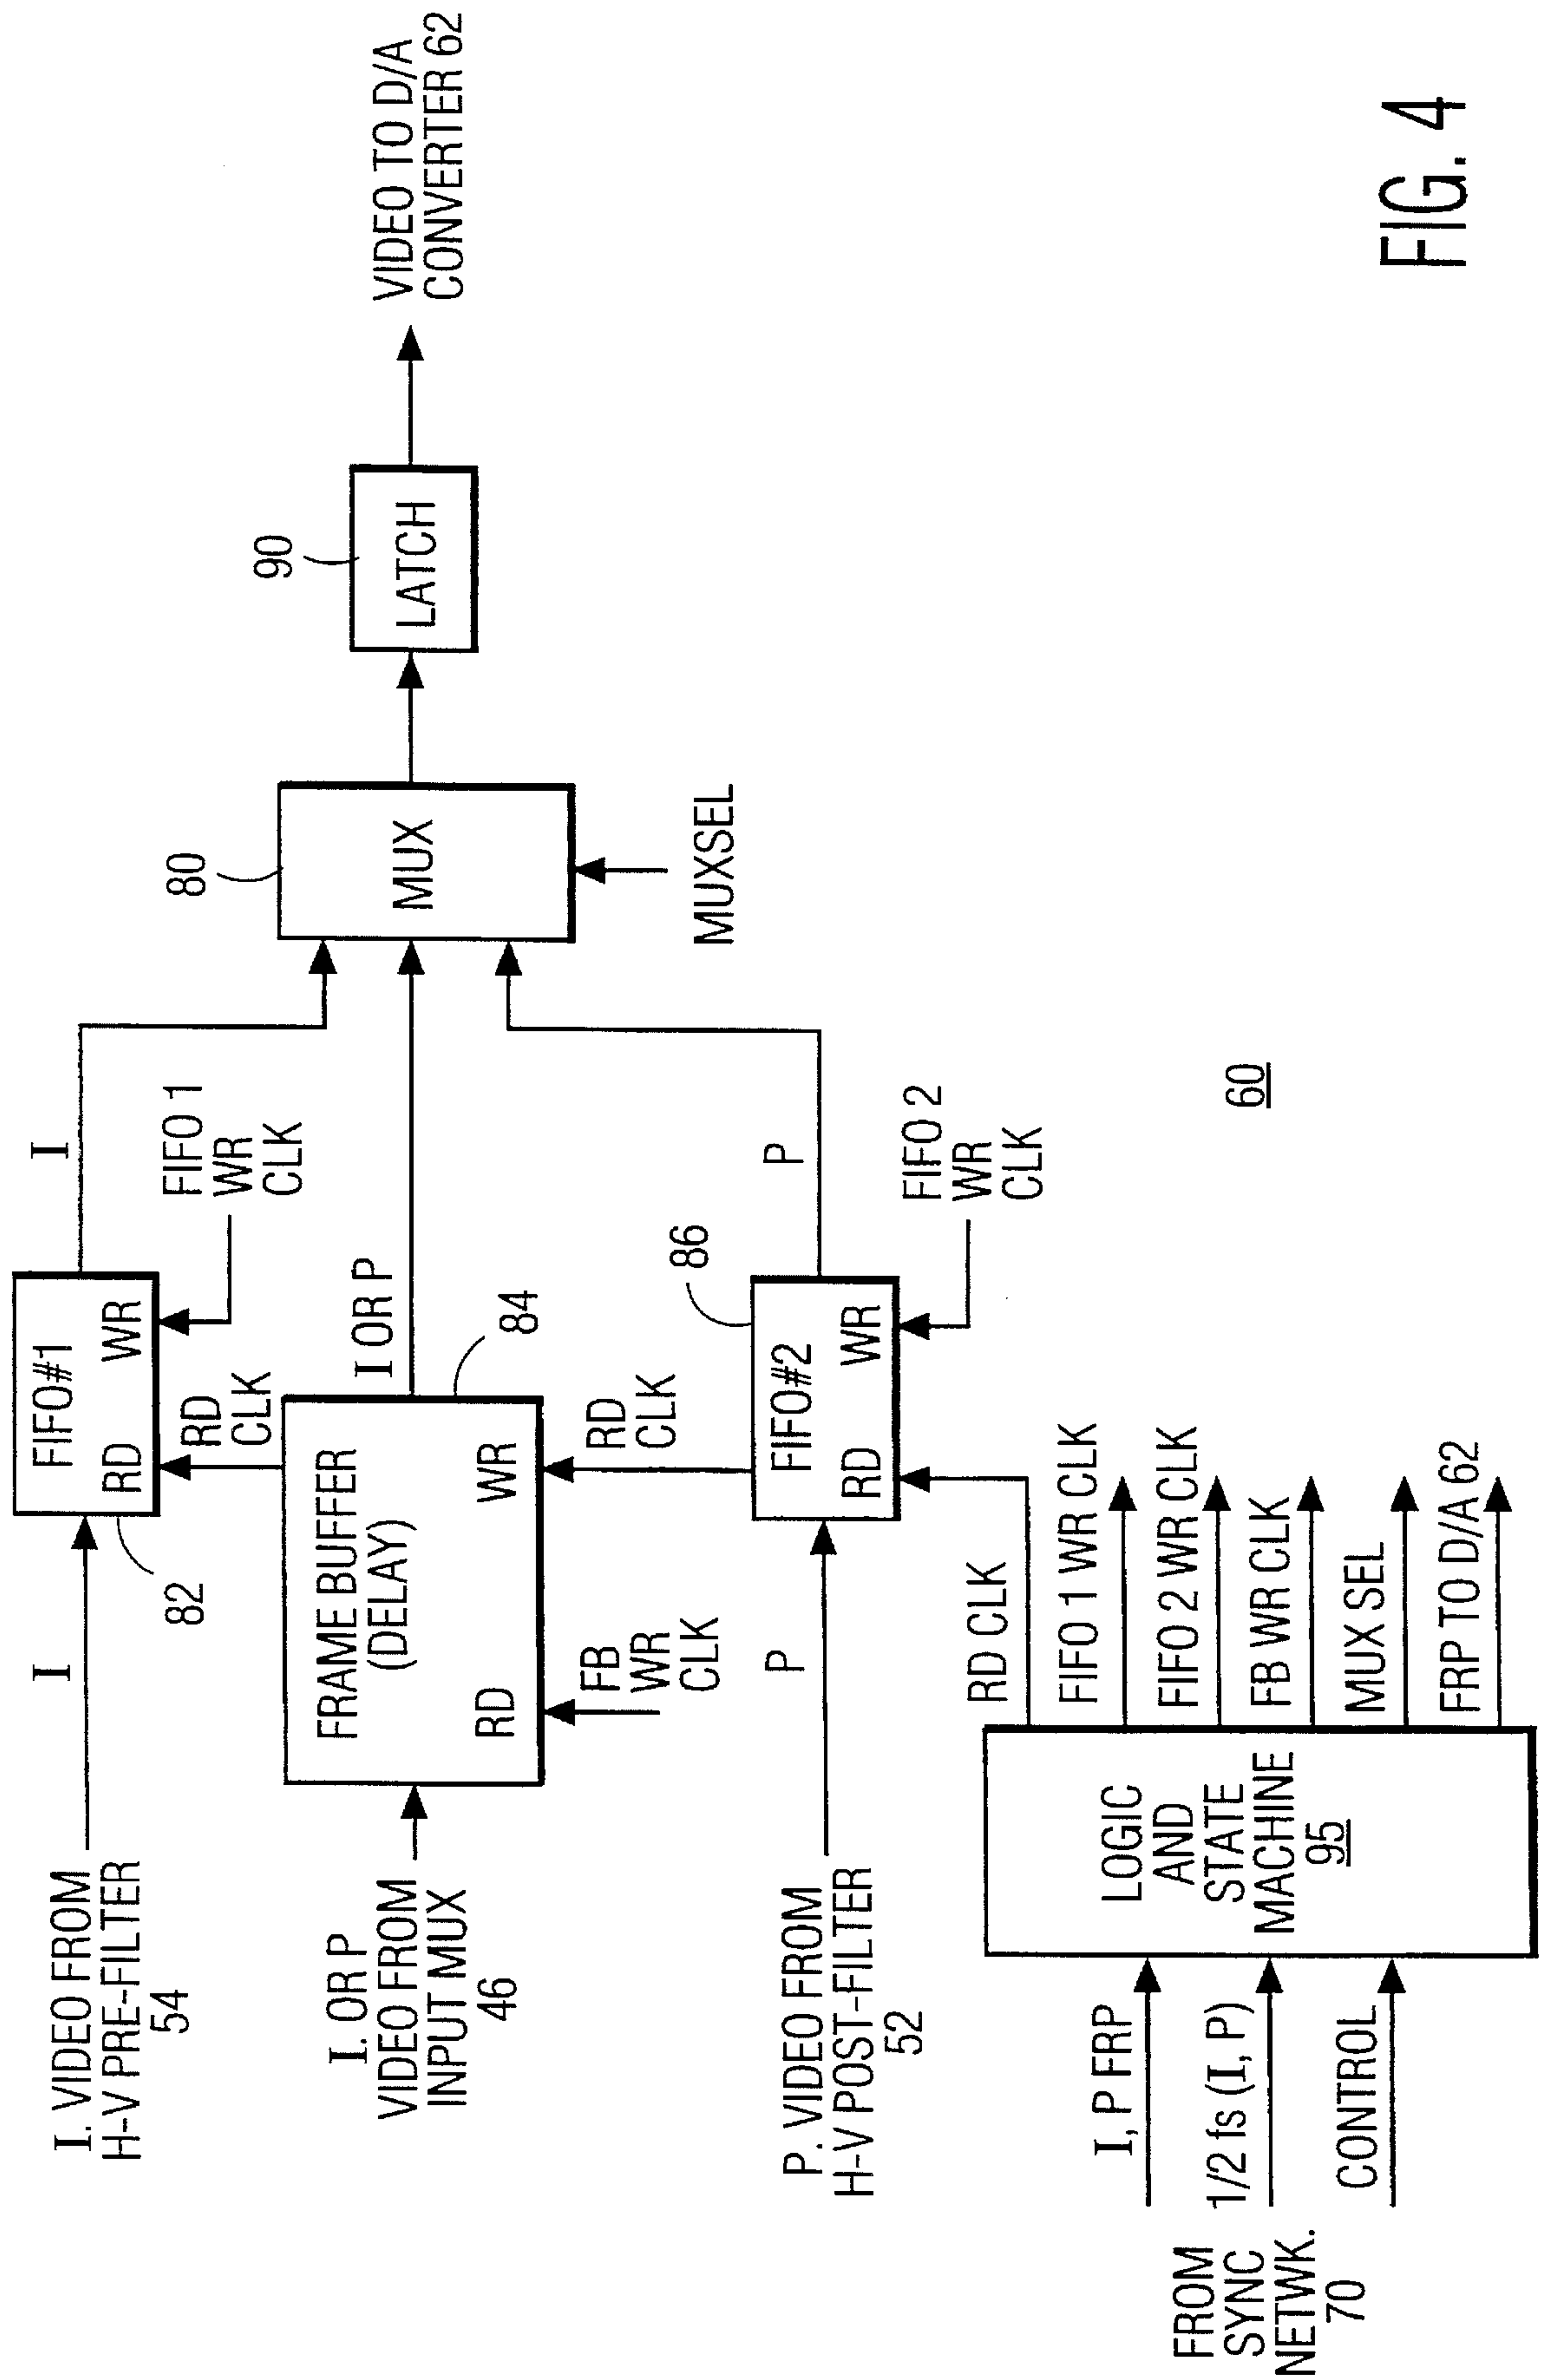 I. VIDEO FROM
H-V PRE-FILTER
54
I
82
FIFO#1
RD
WR
I
RD
CLK
FIFO 1
WR
CLK
I. OR P
VIDEO FROM
INPUT MUX
46
FRAME BUFFER
(DELAY)
RD
WR
84
I OR P
FB
WR
CLK
RD
CLK
80
MUX
MUXSEL
90
LATCH
VIDEO TO D/A
CONVERTER 62
P. VIDEO FROM
H-V POST-FILTER
52
P
86
FIFO#2
RD
WR
P
FIFO 2
WR
CLK
FROM
SYNC
NETWK.
70
I, P FRP
1/2 fs (I, P)
CONTROL
LOGIC
AND
STATE
MACHINE
95
RD CLK
FIFO 1 WR CLK
FIFO 2 WR CLK
FB WR CLK
MUX SEL
FRP TO D/A 62
60
FIG. 4